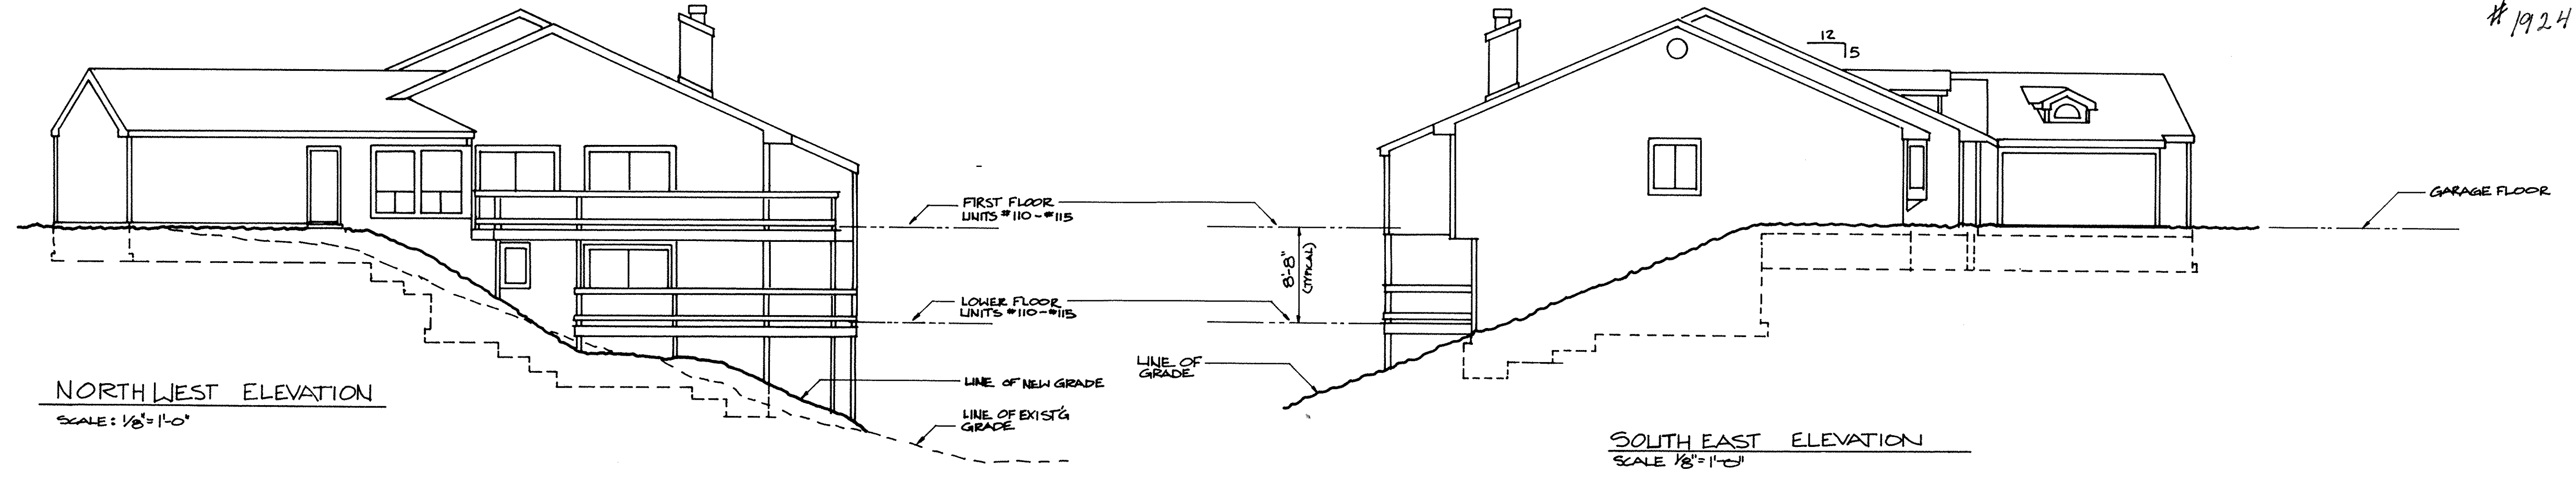 #1924
12
5
FIRST FLOOR
UNITS #110-#115
GARAGE FLOOR
8'-8"
(TYPICAL)
LOWER FLOOR
UNITS #110-#115
LINE OF
GRADE
LINE OF NEW GRADE
LINE OF EXIST'G
GRADE
NORTH WEST ELEVATION
SCALE: 1/8"=1'-0"
SOUTH EAST ELEVATION
SCALE 1/8"=1'-0"